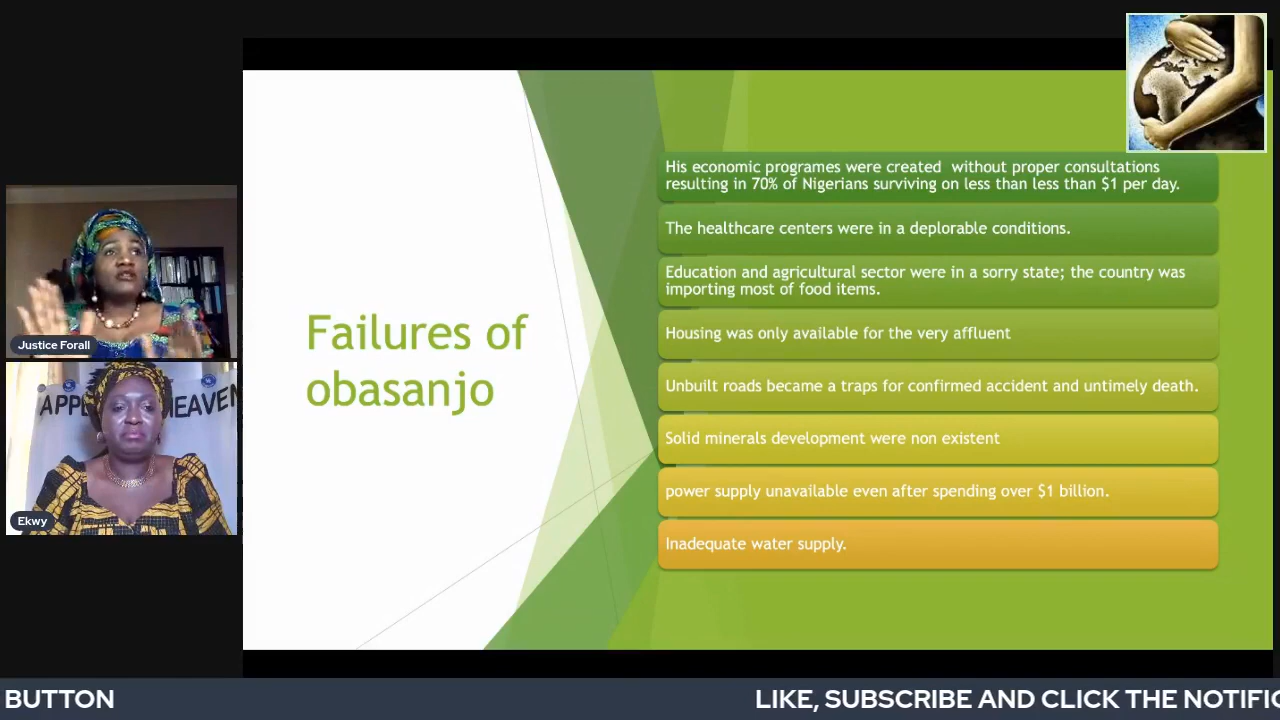 Failures of
obasanjo
His economic programes were created without proper consultations
resulting in 70% of Nigerians surviving on less than less than $1 per day.
The healthcare centers were in a deplorable conditions.
Education and agricultural sector were in a sorry state; the country was
importing most of food items.
Housing was only available for the very affluent
Unbuilt roads became a traps for confirmed accident and untimely death.
Solid minerals development were non existent
power supply unavailable even after spending over $1 billion.
Inadequate water supply.
Justice Forall
APP HEAVEN
Ekwy
BUTTON LIKE, SUBSCRIBE AND CLICK THE NOTIFIC